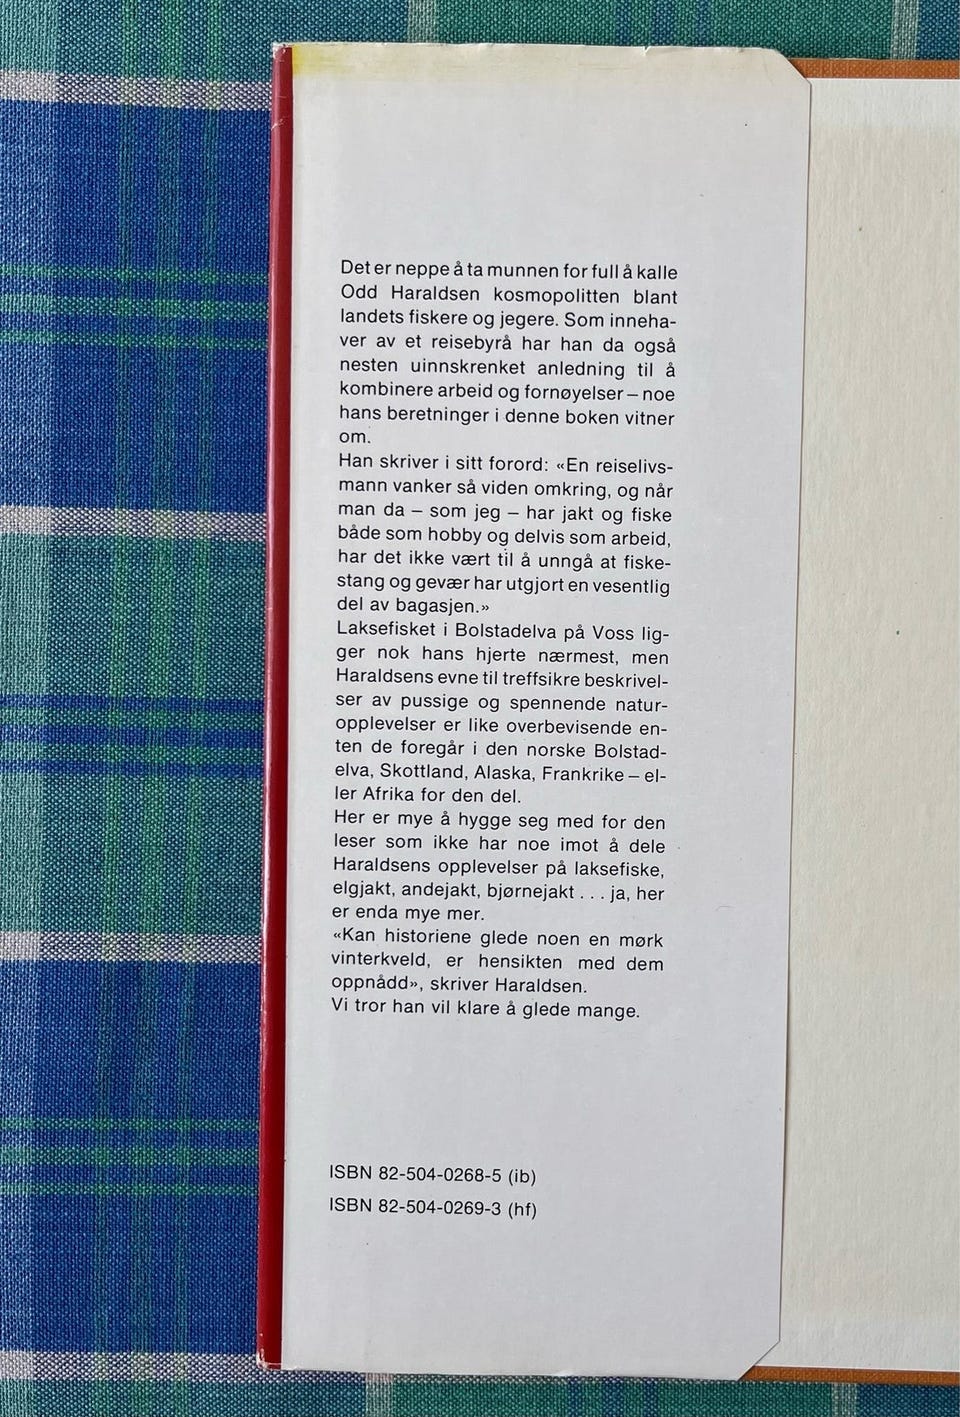 Det er neppe å ta munnen for full å kalle
Odd Haraldsen kosmopolitten blant
landets fiskere og jegere. Som inneha-
ver av et reisebyrå har han da også
nesten uinnskrenket anledning til å
kombinere arbeid og fornøyelser – noe
hans beretninger i denne boken vitner
om.
Han skriver i sitt forord: «En reiselivs-
mann vanker så viden omkring, og når
man da – som jeg – har jakt og fiske
både som hobby og delvis som arbeid,
har det ikke vært til å unngå at fiske-
stang og gevær har utgjort en vesentlig
del av bagasjen.»
Laksefisket i Bolstadelva på Voss lig-
ger nok hans hjerte nærmest, men
Haraldsens evne til treffsikre beskrivel-
ser av pussige og spennende natur-
opplevelser er like overbevisende en-
ten de foregår i den norske Bolstad-
elva, Skottland, Alaska, Frankrike – el-
ler Afrika for den del.
Her er mye å hygge seg med for den
leser som ikke har noe imot å dele
Haraldsens opplevelser på laksefiske,
elgjakt, andejakt, bjørnejakt . . . ja, her
er enda mye mer.
«Kan historiene glede noen en mørk
vinterkveld, er hensikten med dem
oppnådd», skriver Haraldsen.
Vi tror han vil klare å glede mange.
ISBN 82-504-0268-5 (ib)
ISBN 82-504-0269-3 (hf)